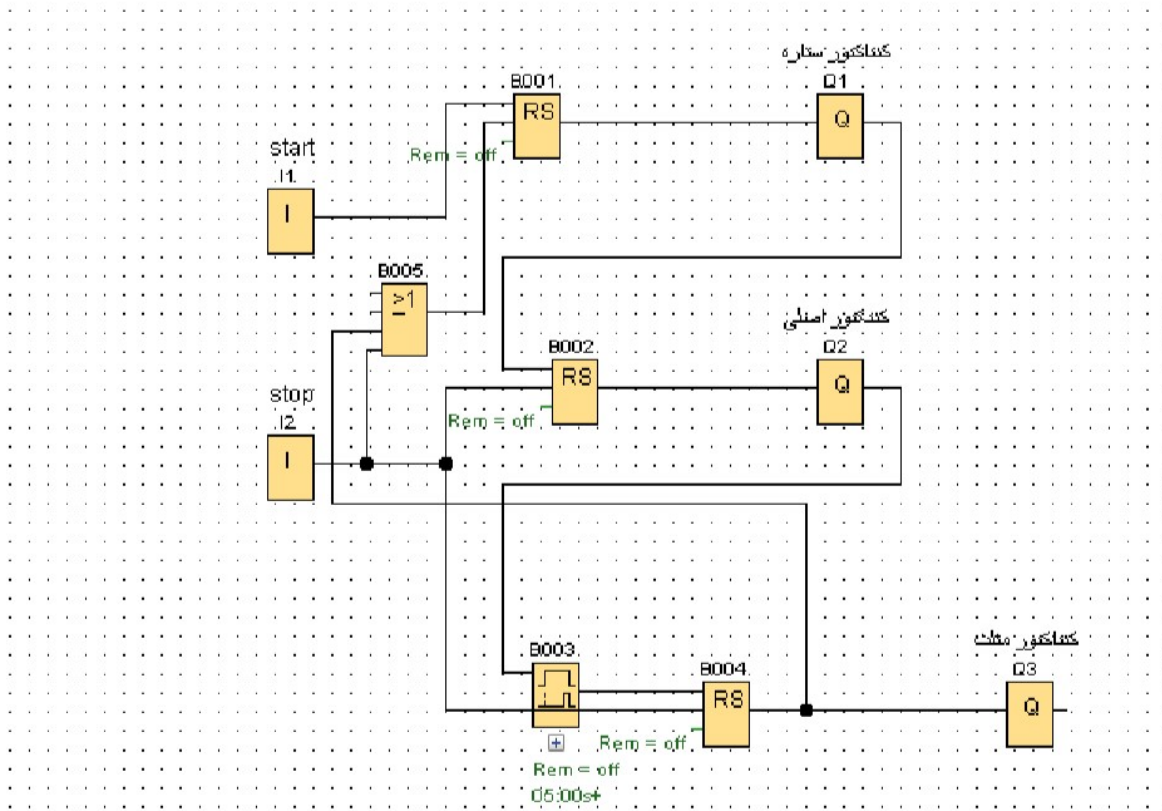 کنتاکتور ستاره
B001
Q1
RS
Q
start
Rem = off
I1
I
B005
≥1
کنتاکتور اصلی
B002
Q2
RS
Q
stop
I2
Rem = off
I
کنتاکتور مثلث
B003
B004
Q3
RS
Q
Rem = off
Rem = off
05:00s+